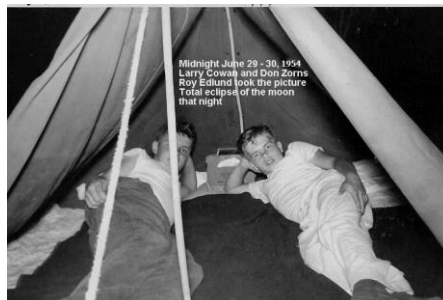 Midnight June 29 - 30, 1954
Larry Cowan and Don Zorns
Roy Edlund took the picture
Total eclipse of the moon
that night